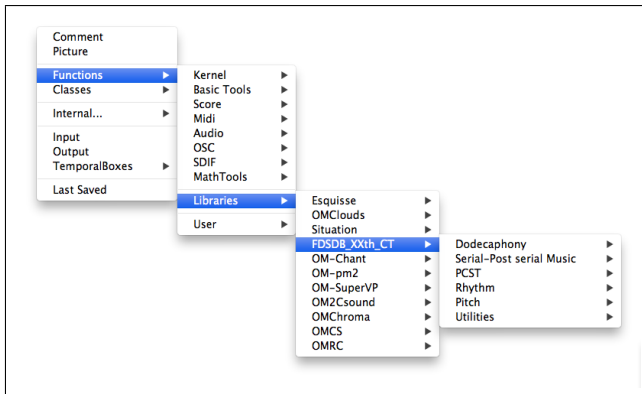 Comment
Picture
Functions
Classes
Internal...
Input
Output
TemporalBoxes
Last Saved
Kernel
Basic Tools
Score
Midi
Audio
OSC
SDIF
MathTools
Libraries
User
Esquisse
OMClouds
Situation
FDSDB_XXth_CT
OM-Chant
OM-pm2
OM-SuperVP
OM2Csound
OMChroma
OMCS
OMRC
Dodecaphony
Serial-Post serial Music
PCST
Rhythm
Pitch
Utilities